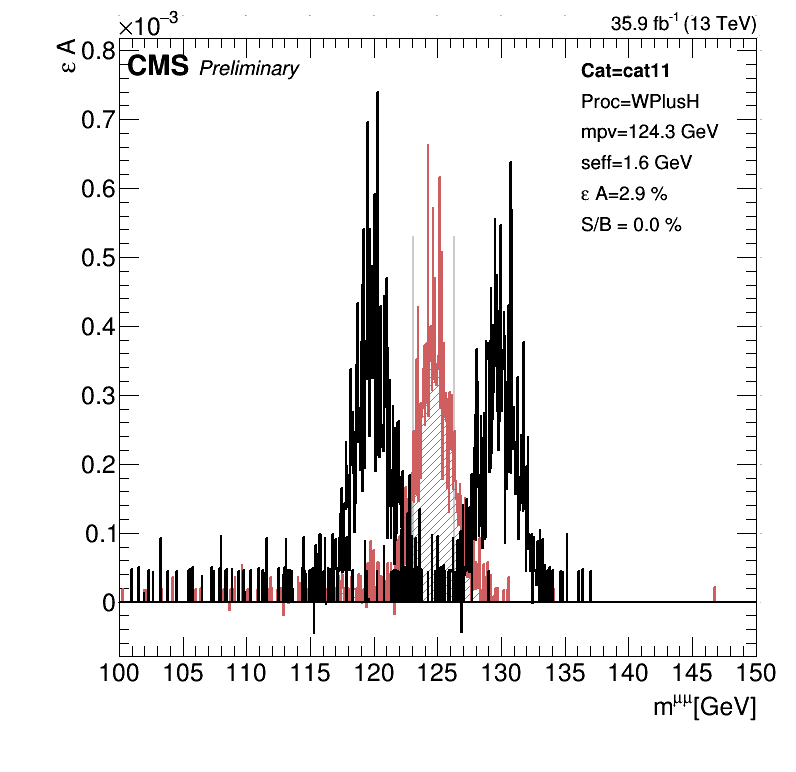 ×10⁻³
35.9 fb⁻¹ (13 TeV)
ε A
CMS Preliminary
Cat=cat11
Proc=WPlusH
mpv=124.3 GeV
seff=1.6 GeV
ε A=2.9 %
S/B = 0.0 %
0.8
0.7
0.6
0.5
0.4
0.3
0.2
0.1
0
100 105 110 115 120 125 130 135 140 145 150
m^μμ[GeV]